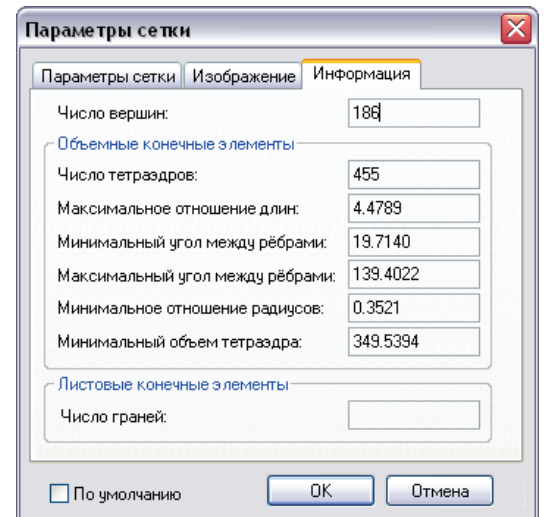 Параметры сетки
Параметры сетки Изображение Информация
Число вершин: 186
Объемные конечные элементы
Число тетраэдров: 455
Максимальное отношение длин: 4.4789
Минимальный угол между рёбрами: 19.7140
Максимальный угол между рёбрами: 139.4022
Минимальное отношение радиусов: 0.3521
Минимальный объем тетраэдра: 349.5394
Листовые конечные элементы
Число граней:
По умолчанию OK Отмена